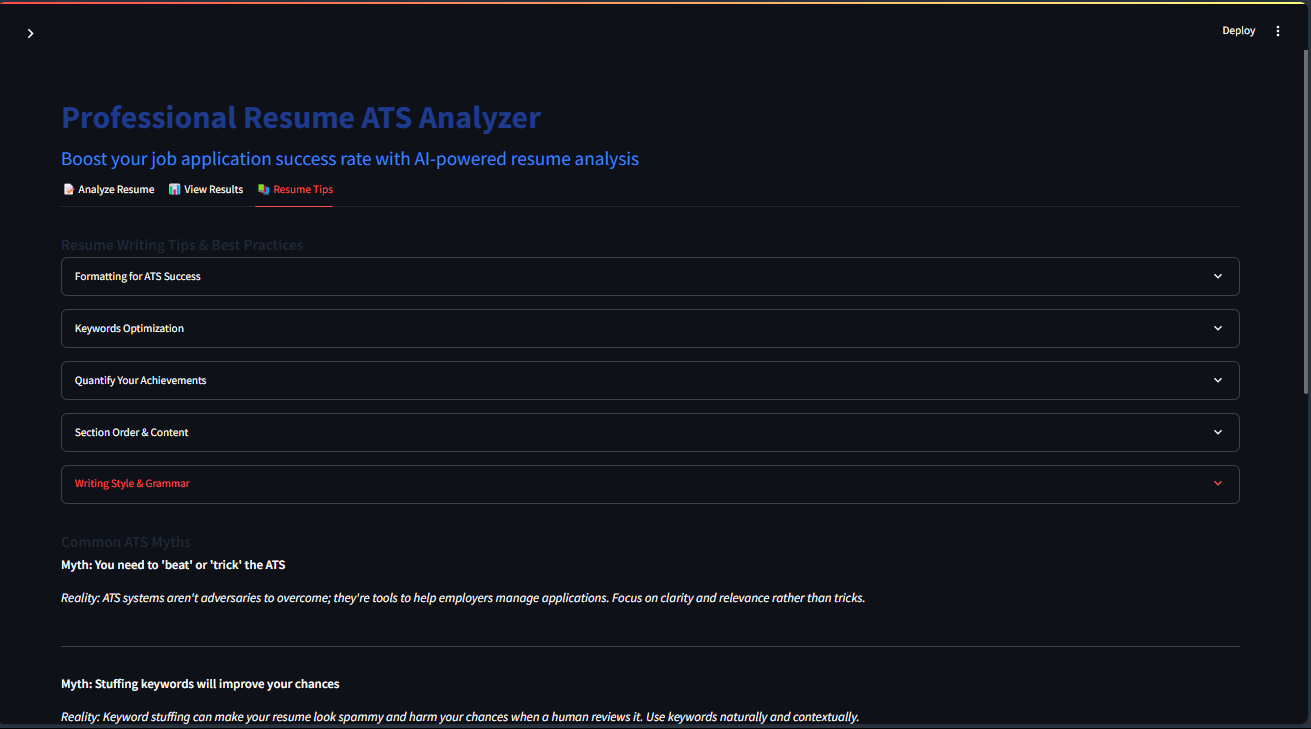 Deploy
Professional Resume ATS Analyzer
Boost your job application success rate with AI-powered resume analysis
Analyze Resume View Results Resume Tips
Resume Writing Tips & Best Practices
Formatting for ATS Success
Keywords Optimization
Quantify Your Achievements
Section Order & Content
Writing Style & Grammar
Common ATS Myths
Myth: You need to 'beat' or 'trick' the ATS
Reality: ATS systems aren't adversaries to overcome; they're tools to help employers manage applications. Focus on clarity and relevance rather than tricks.
Myth: Stuffing keywords will improve your chances
Reality: Keyword stuffing can make your resume look spammy and harm your chances when a human reviews it. Use keywords naturally and contextually.